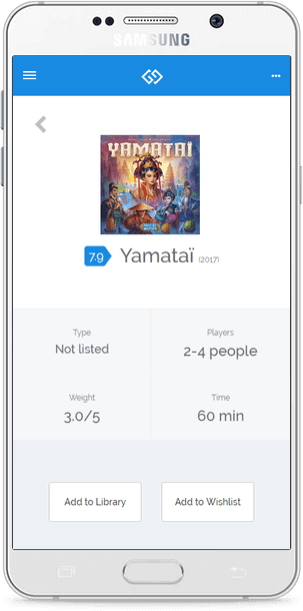 SAMSUNG
YAMATAÏ
7.9 Yamataï (2017)
Type
Not listed
Players
2-4 people
Weight
3.0/5
Time
60 min
Add to Library
Add to Wishlist